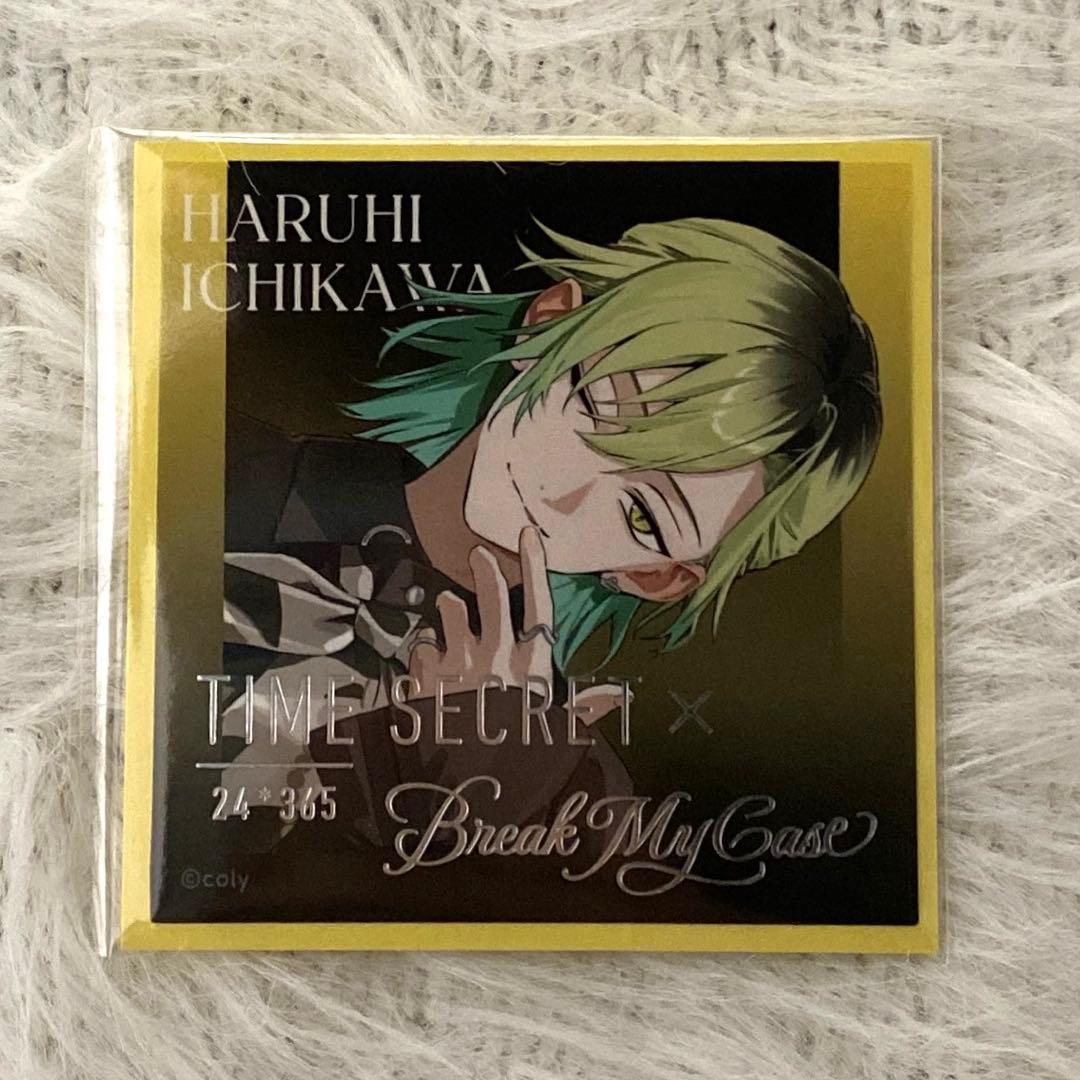 HARUHI
ICHIKAWA
TIME SECRET ×
24*365
Break My Case
©coly